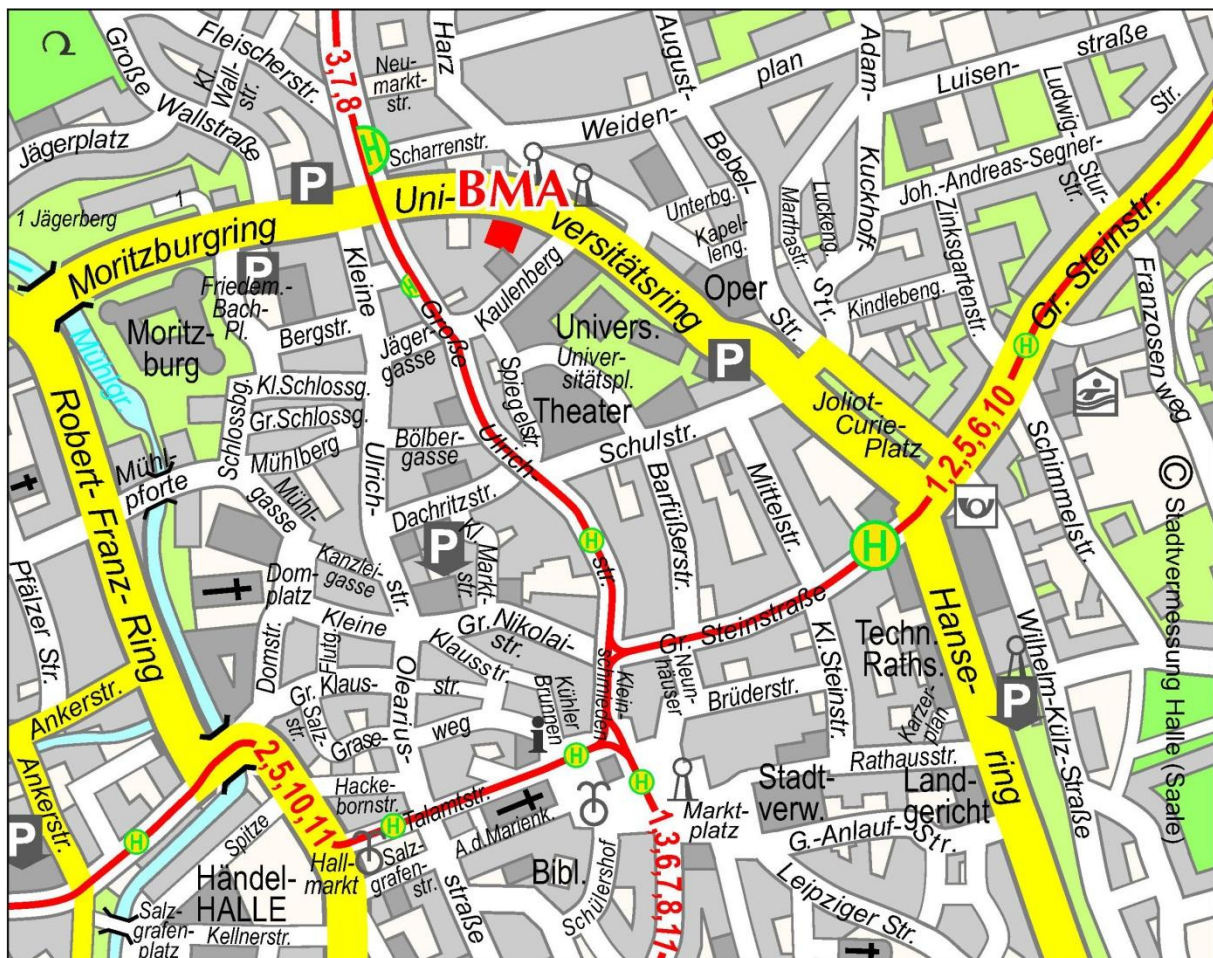 Große
Wallstraße
Kl.
Wall-
str.
Fleischerstr.
3,7,8
Neu-
markt-
str.
Harz
August-
Bebel-
Str.
Weiden-
plan
Adam-
Kuckhoff-
Str.
Luisen-
straße
Ludwig-
Stur-
Str.
Joh.-Andreas-Segner-
Str.
Jägerplatz
1 Jägerberg
1
P
H
Scharrenstr.
Uni-
BMA
versitätsring
Moritzburgring
Unterbg.
Kapel-
leng.
Marthastr.
Luckeng.
Zinksgartenstr.
Kindlebeng.
Oper
Gr. Steinstr.
Franzosenweg
H
Mühlgr.
Moritz-
burg
P
Friedem.-
Bach-
Pl.
Kleine
Ulrich-
str.
Bergstr.
Jäger-
gasse
H
Große
Ulrich-
str.
Kaulenberg
Spiegelstr.
Univers.
Univer-
sitätspl.
Theater
P
Joliot-
Curie-
Platz
1,2,5,6,10
Robert-Franz-Ring
Schlossbg.
Kl.Schlossg.
Gr.Schlossg.
Mühlberg
Mühl-
pforte
Mühl-
gasse
Bölber-
gasse
Dachritzstr.
Schulstr.
Barfüßerstr.
Mittelstr.
Schimmelstr.
© Stadtvermessung Halle (Saale)
P
Kl. Markt-
str.
H
H
Kanzlei-
gasse
Dom-
platz
Pfälzer Str.
Domstr.
Kleine
Klausstr.
Flutg.
Gr. Nikolai-
str.
Gr. Steinstraße
Kl.Steinstr.
Techn.
Raths.
Hanse-
ring
Wilhelm-Külz-Straße
P
Ankerstr.
Ankerstr.
Gr.
Klaus-
str.
Salz-
str.
Grase-
weg
Olearius-
straße
Kühler
Brunnen
Klein-
schmieden
Gr.
Neun-
häuser
Brüderstr.
Karzer-
plan
Rathausstr.
i
H
2,5,10,11
Hacke-
bornstr.
Talamtstr.
H
H
Markt-
platz
Stadt-
verw.
Land-
gericht
G.-Anlauf-
Str.
P
H
Spitze
Hall-
markt
Salz-
grafen-
str.
A.d.Marienk.
Bibl.
Schülershof
1,3,6,7,8,11
Leipziger Str.
Händel-
HALLE
Salz-
grafen-
platz
Kellnerstr.